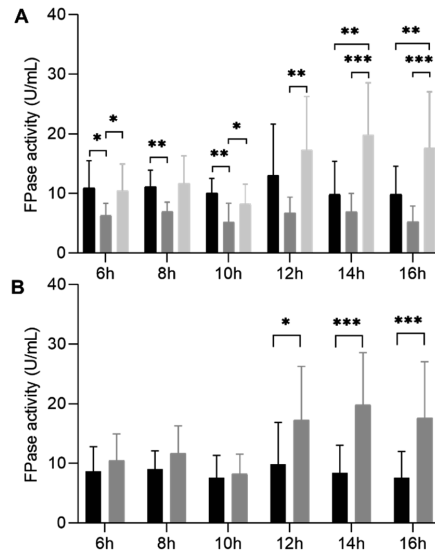 A
FPase activity (U/mL)
40
30
20
10
0
* * ** ** * ** ** *** ** ***
6h 8h 10h 12h 14h 16h
B
FPase activity (U/mL)
40
30
20
10
0
* *** ***
6h 8h 10h 12h 14h 16h